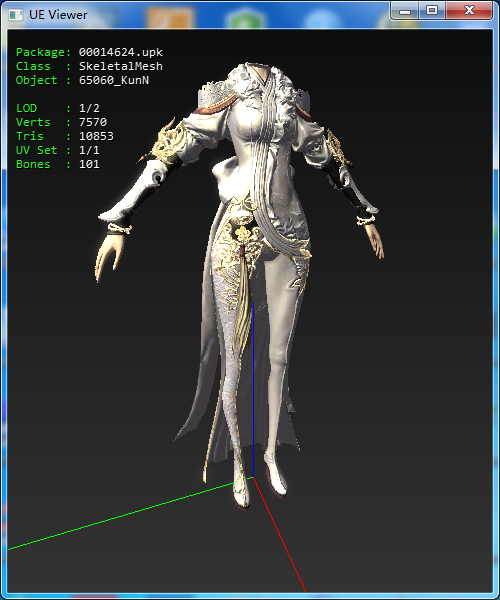 UE Viewer
Package: 00014624.upk
Class : SkeletalMesh
Object : 65060_KunN
LOD : 1/2
Verts : 7570
Tris : 10853
UV Set : 1/1
Bones : 101